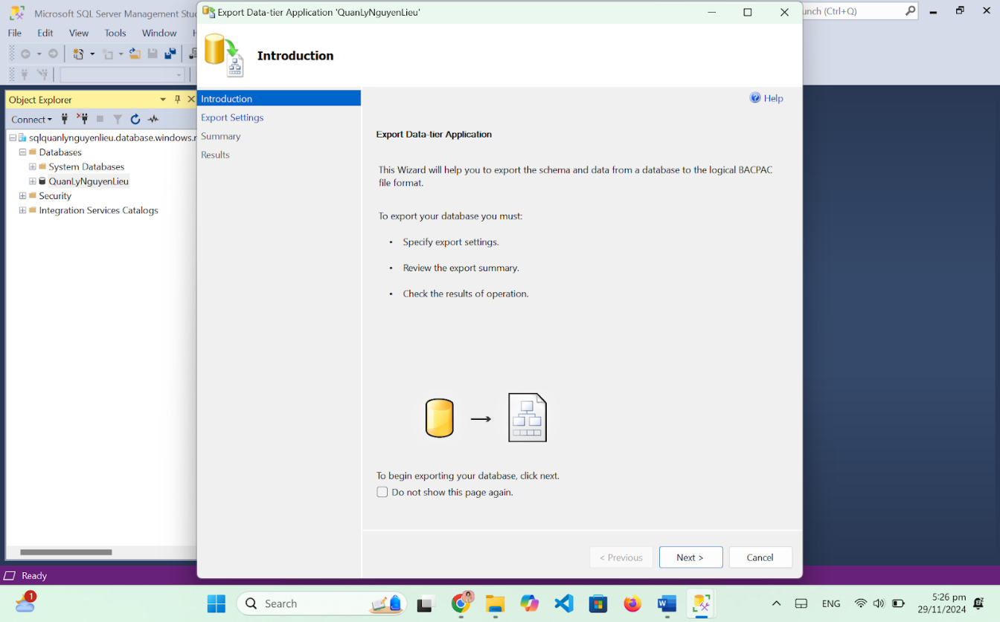 Microsoft SQL Server Management Stu
Export Data-tier Application 'QuanLyNguyenLieu'
unch (Ctrl+Q)
File Edit View Tools Window H
Introduction
Object Explorer
Connect
sqlquanlynguyenlieu.database.windows.n
Databases
System Databases
QuanLyNguyenLieu
Security
Integration Services Catalogs
Introduction
Export Settings
Summary
Results
Help
Export Data-tier Application
This Wizard will help you to export the schema and data from a database to the logical BACPAC
file format.
To export your database you must:
• Specify export settings.
• Review the export summary.
• Check the results of operation.
To begin exporting your database, click next.
Do not show this page again.
< Previous Next > Cancel
Ready
1
Search
ENG
5:26 pm
29/11/2024